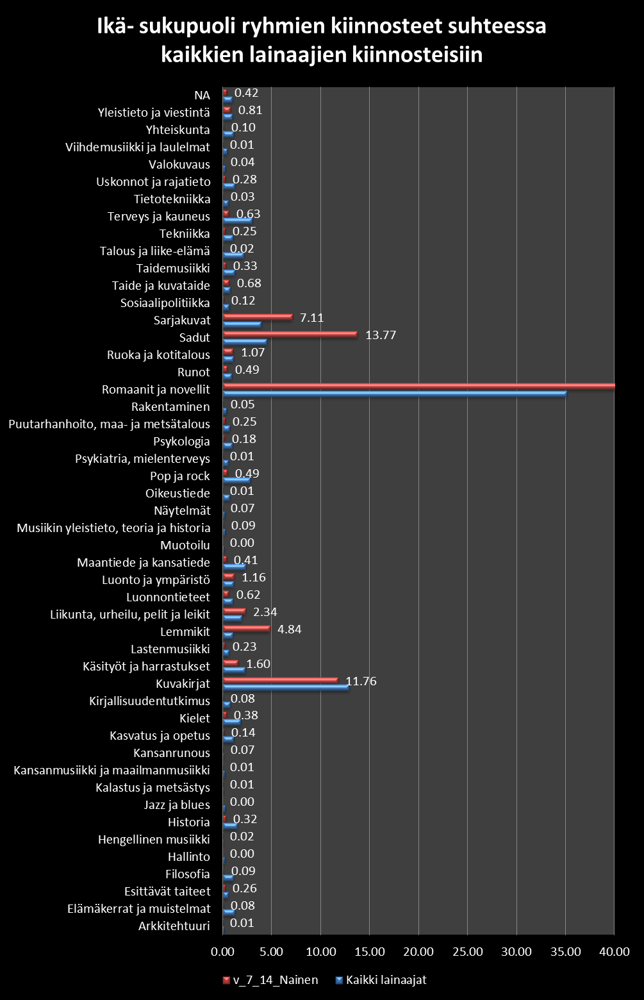 Ikä- sukupuoli ryhmien kiinnosteet suhteessa
kaikkien lainaajien kiinnosteisiin
NA 0.42
Yleistieto ja viestintä 0.81
Yhteiskunta 0.10
Viihdemusiikki ja laulelmat 0.01
Valokuvaus 0.04
Uskonnot ja rajatieto 0.28
Tietotekniikka 0.03
Terveys ja kauneus 0.63
Tekniikka 0.25
Talous ja liike-elämä 0.02
Taidemusiikki 0.33
Taide ja kuvataide 0.68
Sosiaalipolitiikka 0.12
Sarjakuvat 7.11
Sadut 13.77
Ruoka ja kotitalous 1.07
Runot 0.49
Romaanit ja novellit
Rakentaminen 0.05
Puutarhanhoito, maa- ja metsätalous 0.25
Psykologia 0.18
Psykiatria, mielenterveys 0.01
Pop ja rock 0.49
Oikeustiede 0.01
Näytelmät 0.07
Musiikin yleistieto, teoria ja historia 0.09
Muotoilu 0.00
Maantiede ja kansatiede 0.41
Luonto ja ympäristö 1.16
Luonnontieteet 0.62
Liikunta, urheilu, pelit ja leikit 2.34
Lemmikit 4.84
Lastenmusiikki 0.23
Käsityöt ja harrastukset 1.60
Kuvakirjat 11.76
Kirjallisuudentutkimus 0.08
Kielet 0.38
Kasvatus ja opetus 0.14
Kansanrunous 0.07
Kansanmusiikki ja maailmanmusiikki 0.01
Kalastus ja metsästys 0.01
Jazz ja blues 0.00
Historia 0.32
Hengellinen musiikki 0.02
Hallinto 0.00
Filosofia 0.09
Esittävät taiteet 0.26
Elämäkerrat ja muistelmat 0.08
Arkkitehtuuri 0.01
0.00 5.00 10.00 15.00 20.00 25.00 30.00 35.00 40.00
v_7_14_Nainen Kaikki lainaajat